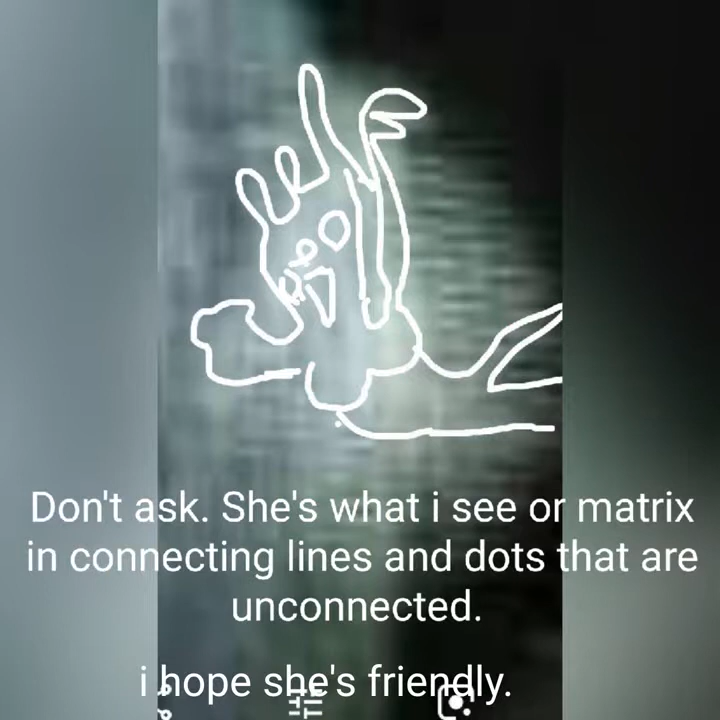 Don't ask. She's what i see or matrix
in connecting lines and dots that are
unconnected.
i hope she's friendly.